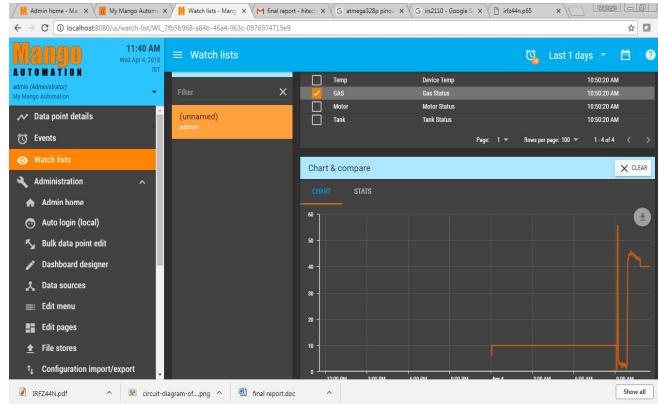 Admin home - Ma
My Mango Autom
Watch lists - Mang
final report - hited
atmega328p pinou
irs2110 - Google S
irfz44n.p65
localhost:8080/ui/watch-list/WL_7fb5b968-a84b-46a4-963c-0976974715e9
Mango
AUTOMATION
11:40 AM
Wed Apr 4, 2018
IST
admin (Administrator)
My Mango Automation
Watch lists
Last 1 days
Data point details
Events
Watch lists
Administration
Admin home
Auto login (local)
Bulk data point edit
Dashboard designer
Data sources
Edit menu
Edit pages
File stores
Configuration import/export
Filter
(unnamed)
admin
Temp Device Temp 10:50:20 AM
GAS Gas Status 10:50:20 AM
Motor Motor Status 10:50:20 AM
Tank Tank Status 10:50:20 AM
Page: 1 Rows per page: 100 1 - 4 of 4
Chart & compare
CLEAR
CHART STATS
60
50
40
30
20
10
0
IRFZ44N.pdf
circuit-diagram-of....png
final report.doc
Show all